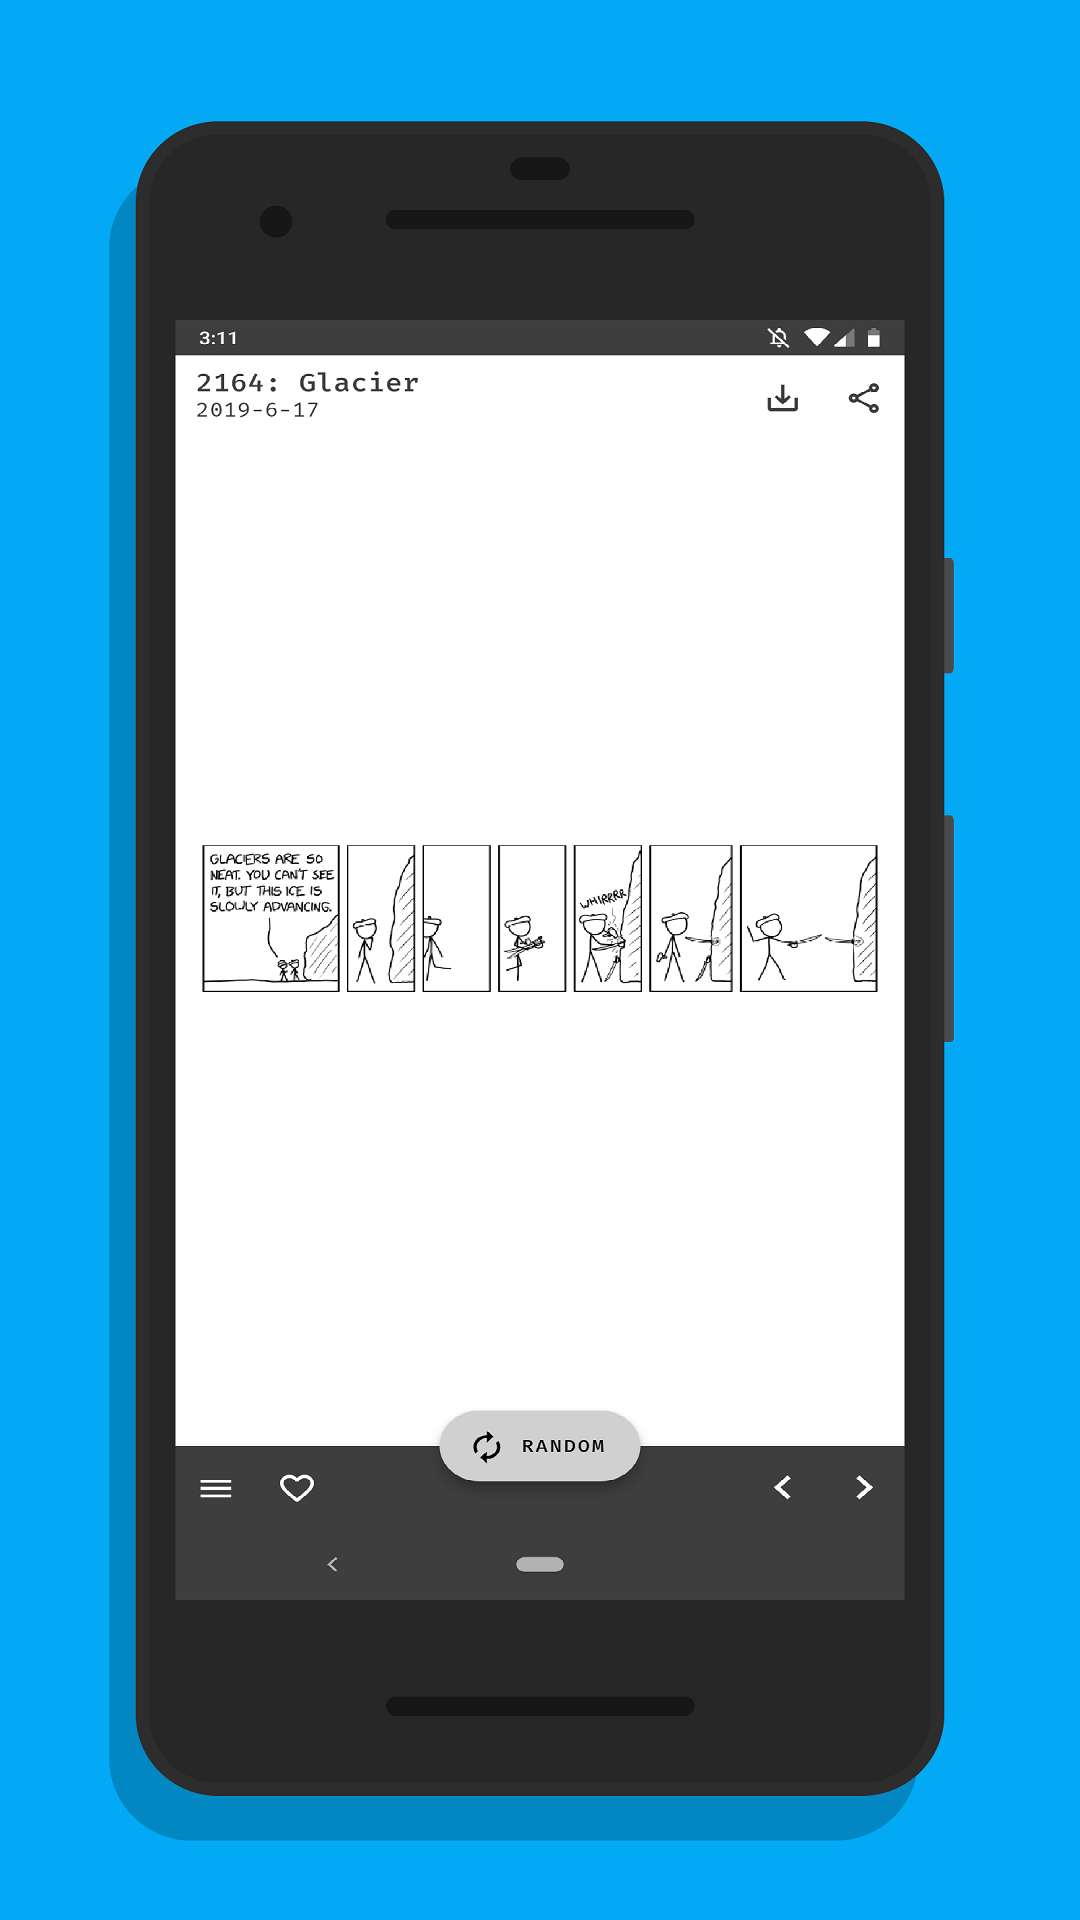 3:11
2164: Glacier
2019-6-17
GLACIERS ARE SO
NEAT. YOU CAN'T SEE
IT, BUT THIS ICE IS
SLOWLY ADVANCING.
WHIRRRR
RANDOM